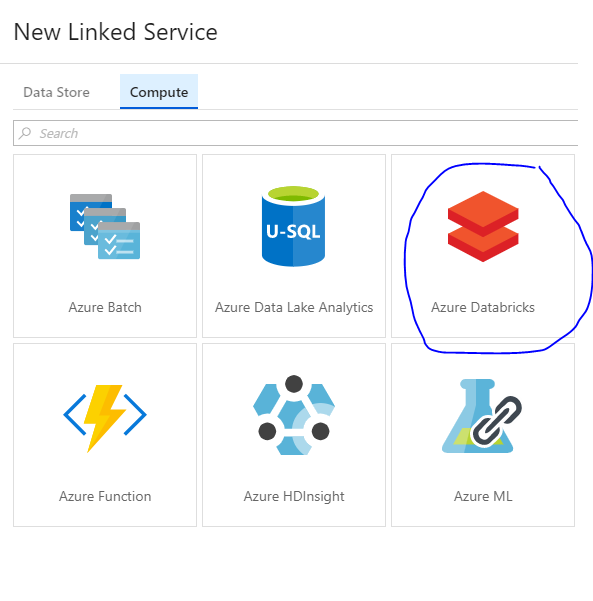 New Linked Service
Data Store
Compute
Search
U-SQL
Azure Batch
Azure Data Lake Analytics
Azure Databricks
Azure Function
Azure HDInsight
Azure ML